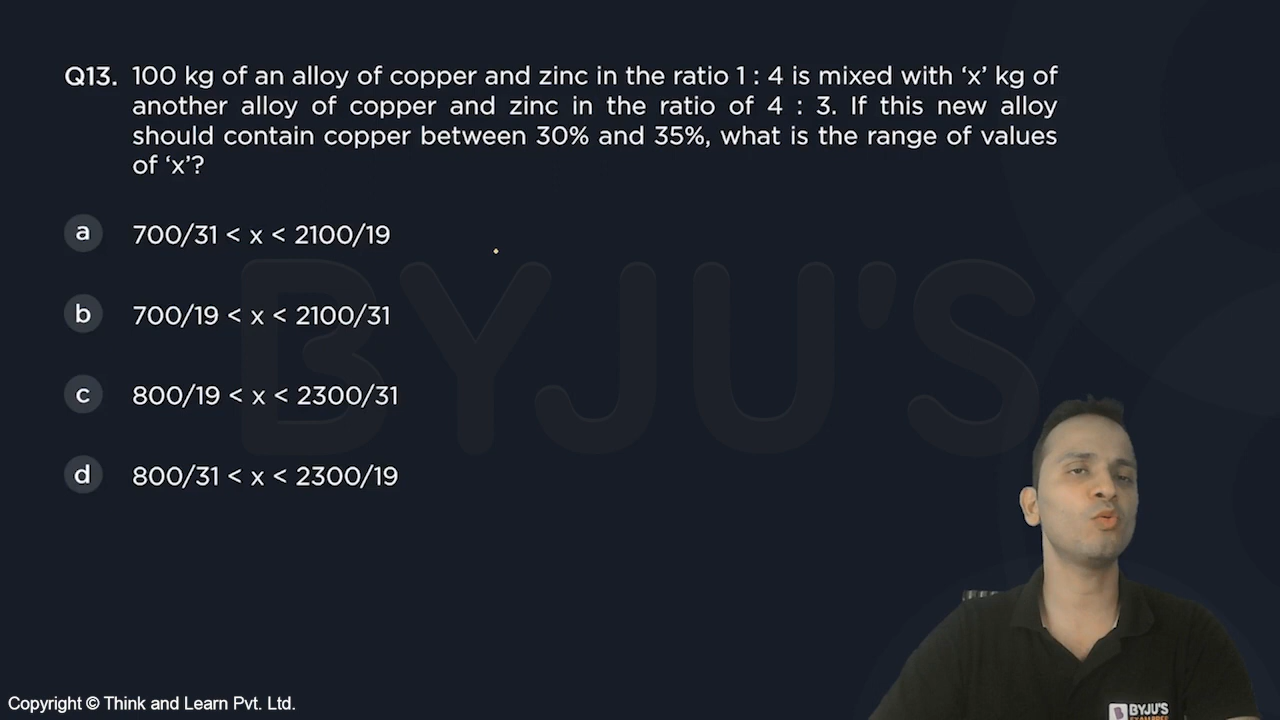 Q13. 100 kg of an alloy of copper and zinc in the ratio 1 : 4 is mixed with ‘x’ kg of
another alloy of copper and zinc in the ratio of 4 : 3. If this new alloy
should contain copper between 30% and 35%, what is the range of values
of ‘x’?
a 700/31 < x < 2100/19
b 700/19 < x < 2100/31
c 800/19 < x < 2300/31
d 800/31 < x < 2300/19
BYJU'S
BYJU'S
Copyright © Think and Learn Pvt. Ltd.